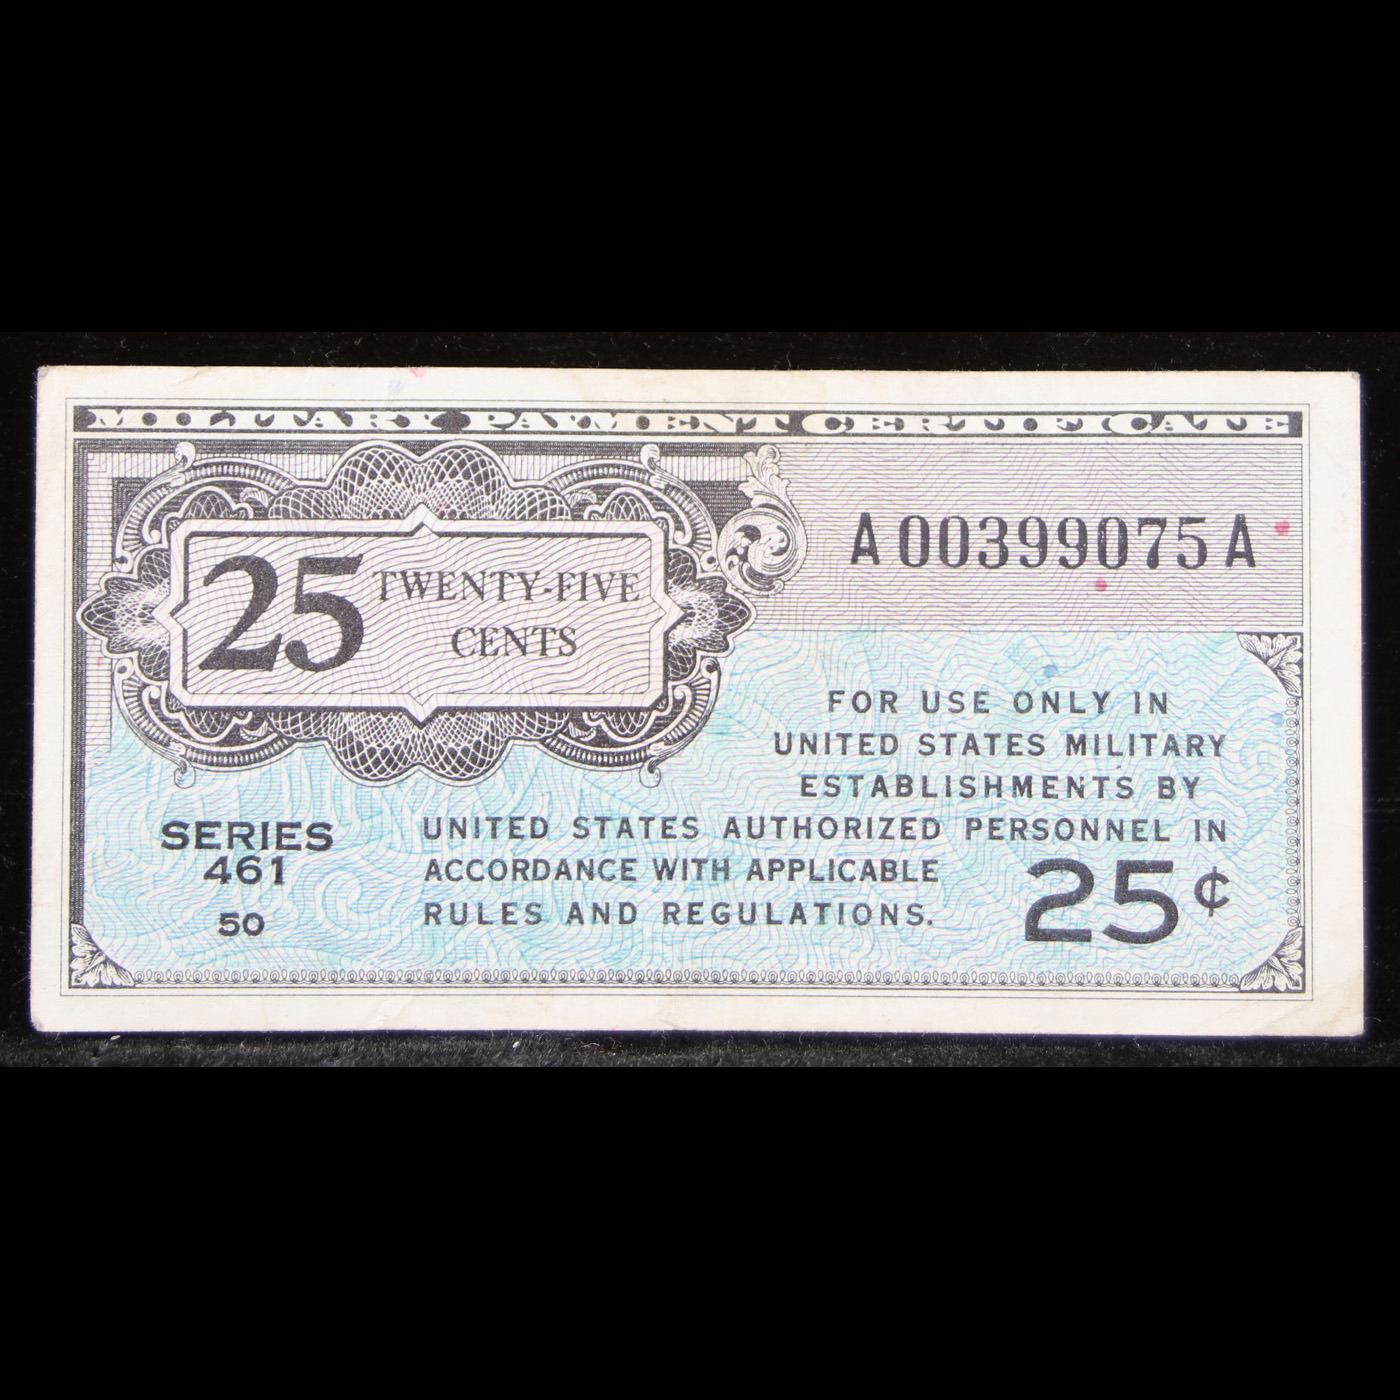 MILITARY PAYMENT CERTIFICATE
A00399075A
25 TWENTY-FIVE
CENTS
FOR USE ONLY IN
UNITED STATES MILITARY
ESTABLISHMENTS BY
UNITED STATES AUTHORIZED PERSONNEL IN
ACCORDANCE WITH APPLICABLE
RULES AND REGULATIONS.
SERIES
461
50
25¢